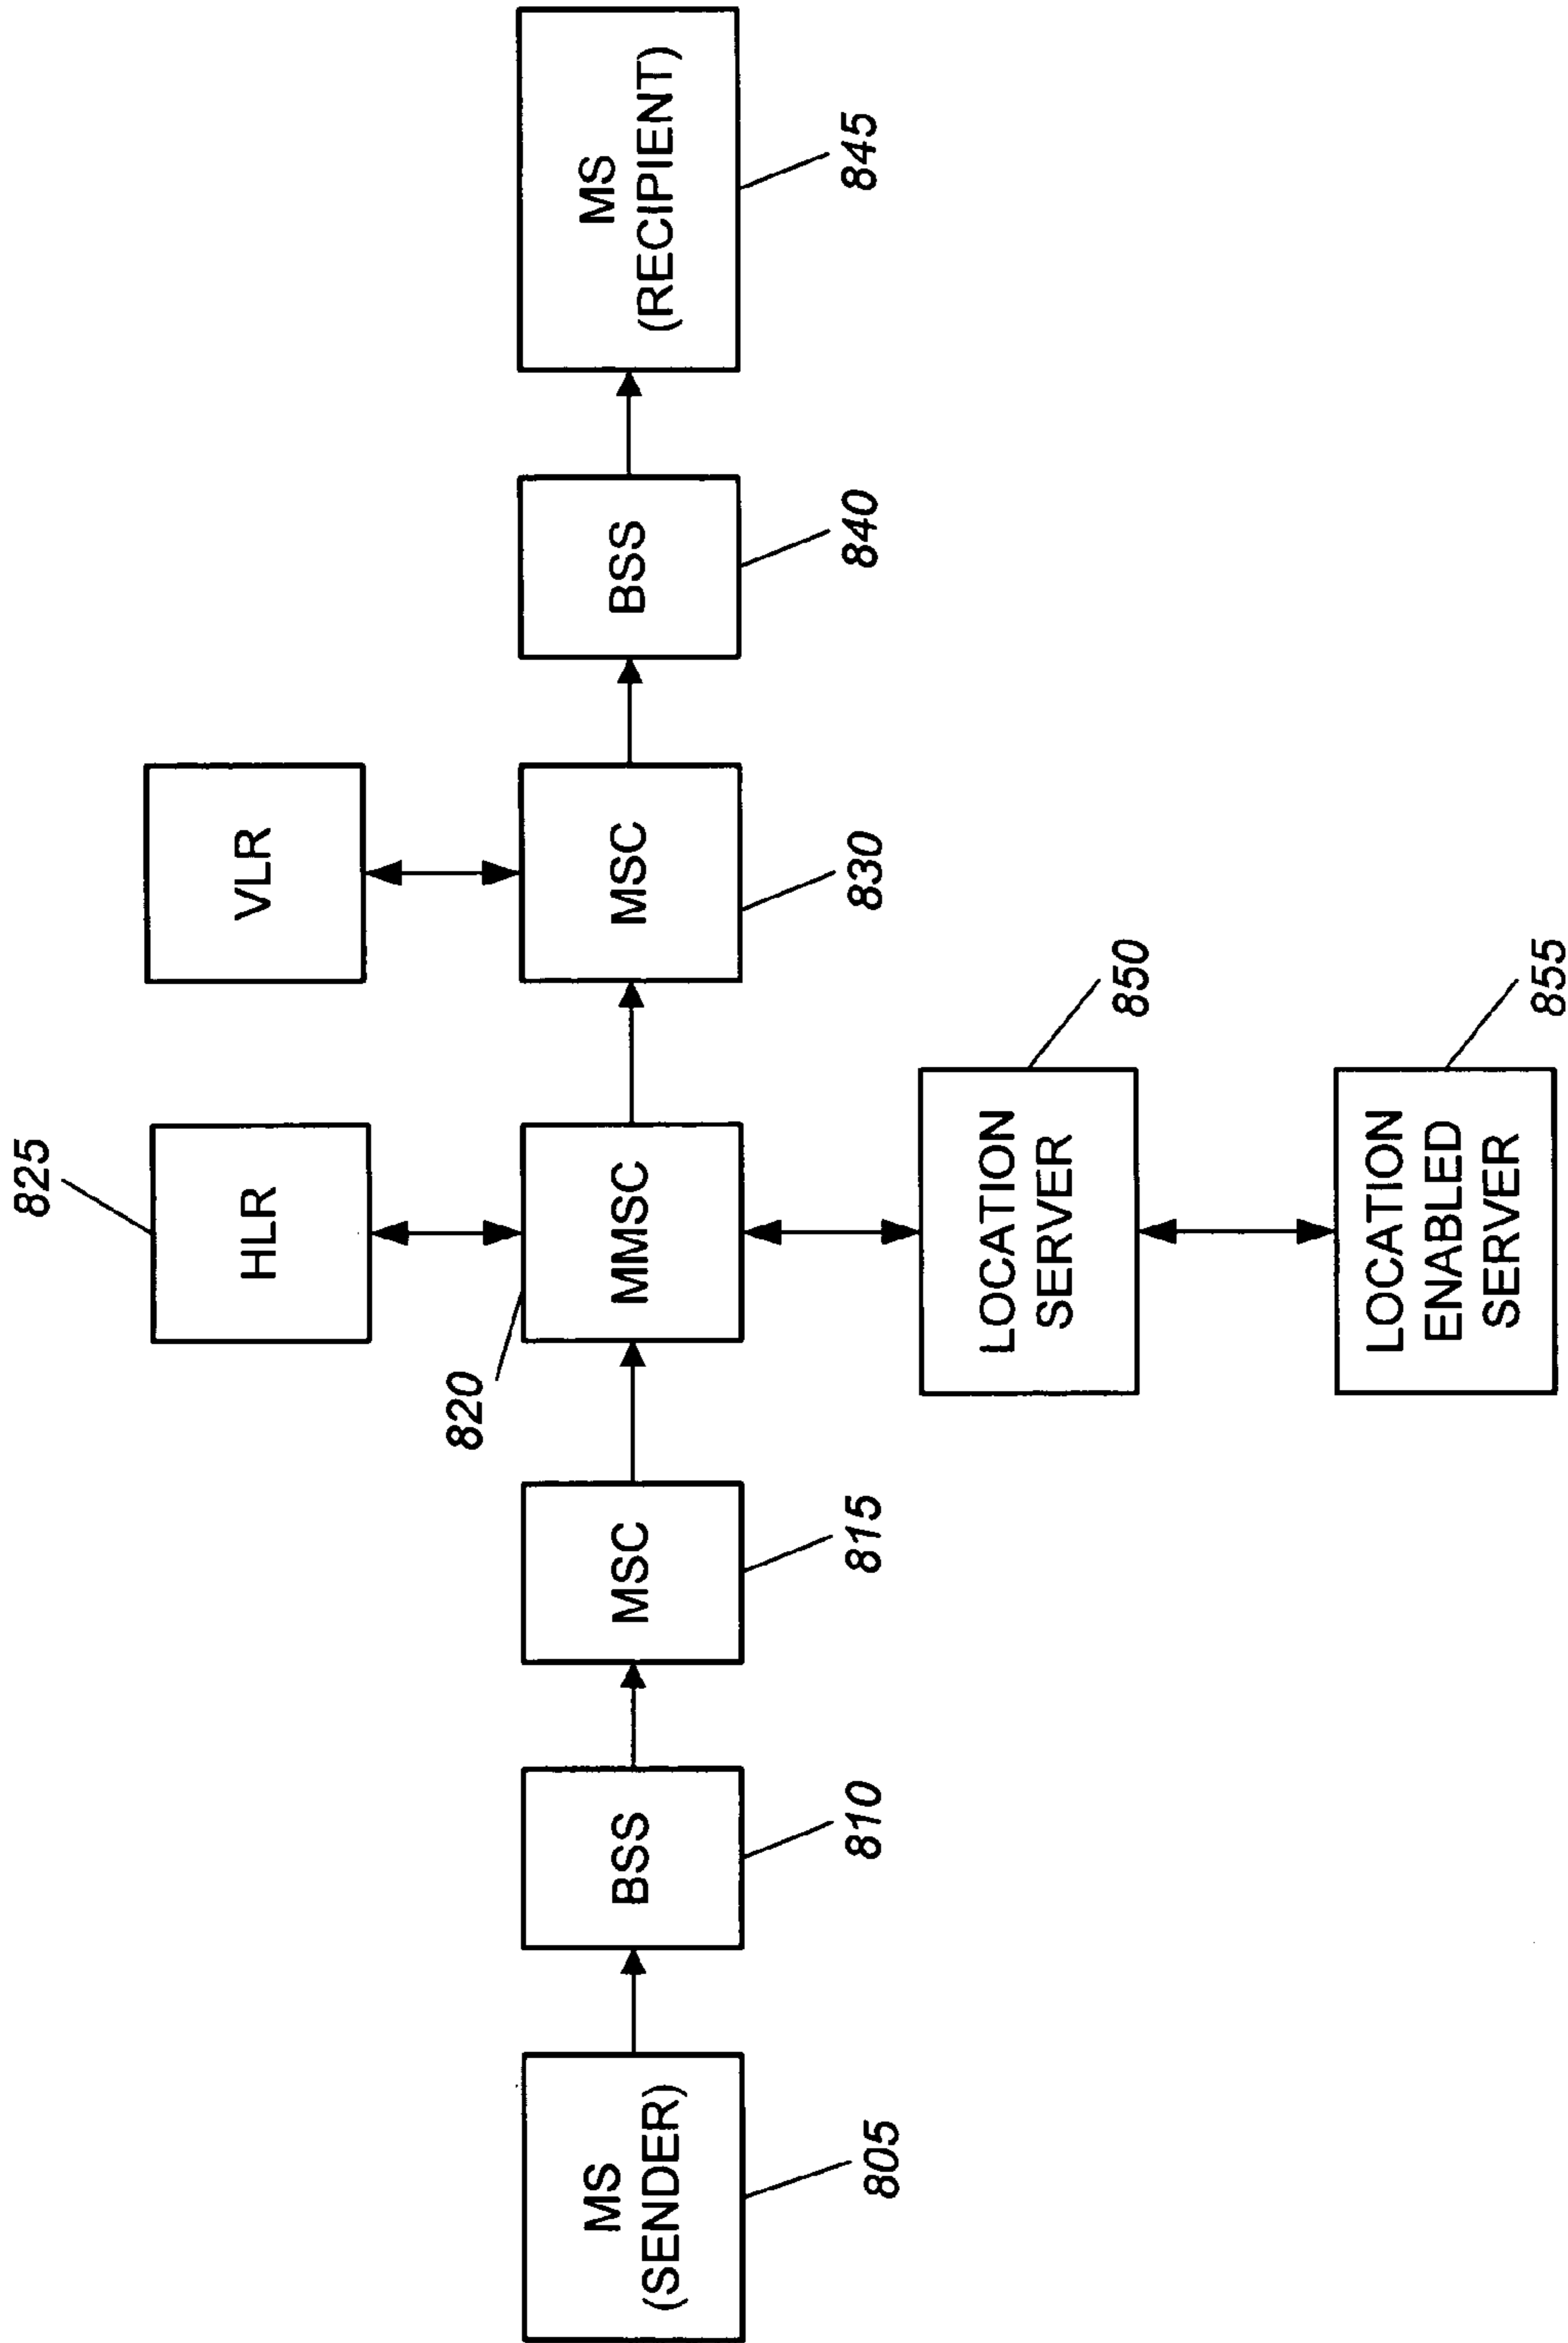 825
HLR
VLR
MS
(SENDER)
805
BSS
810
MSC
815
820
MMSC
MSC
830
BSS
840
MS
(RECIPIENT)
845
LOCATION
SERVER
850
LOCATION
ENABLED
SERVER
855